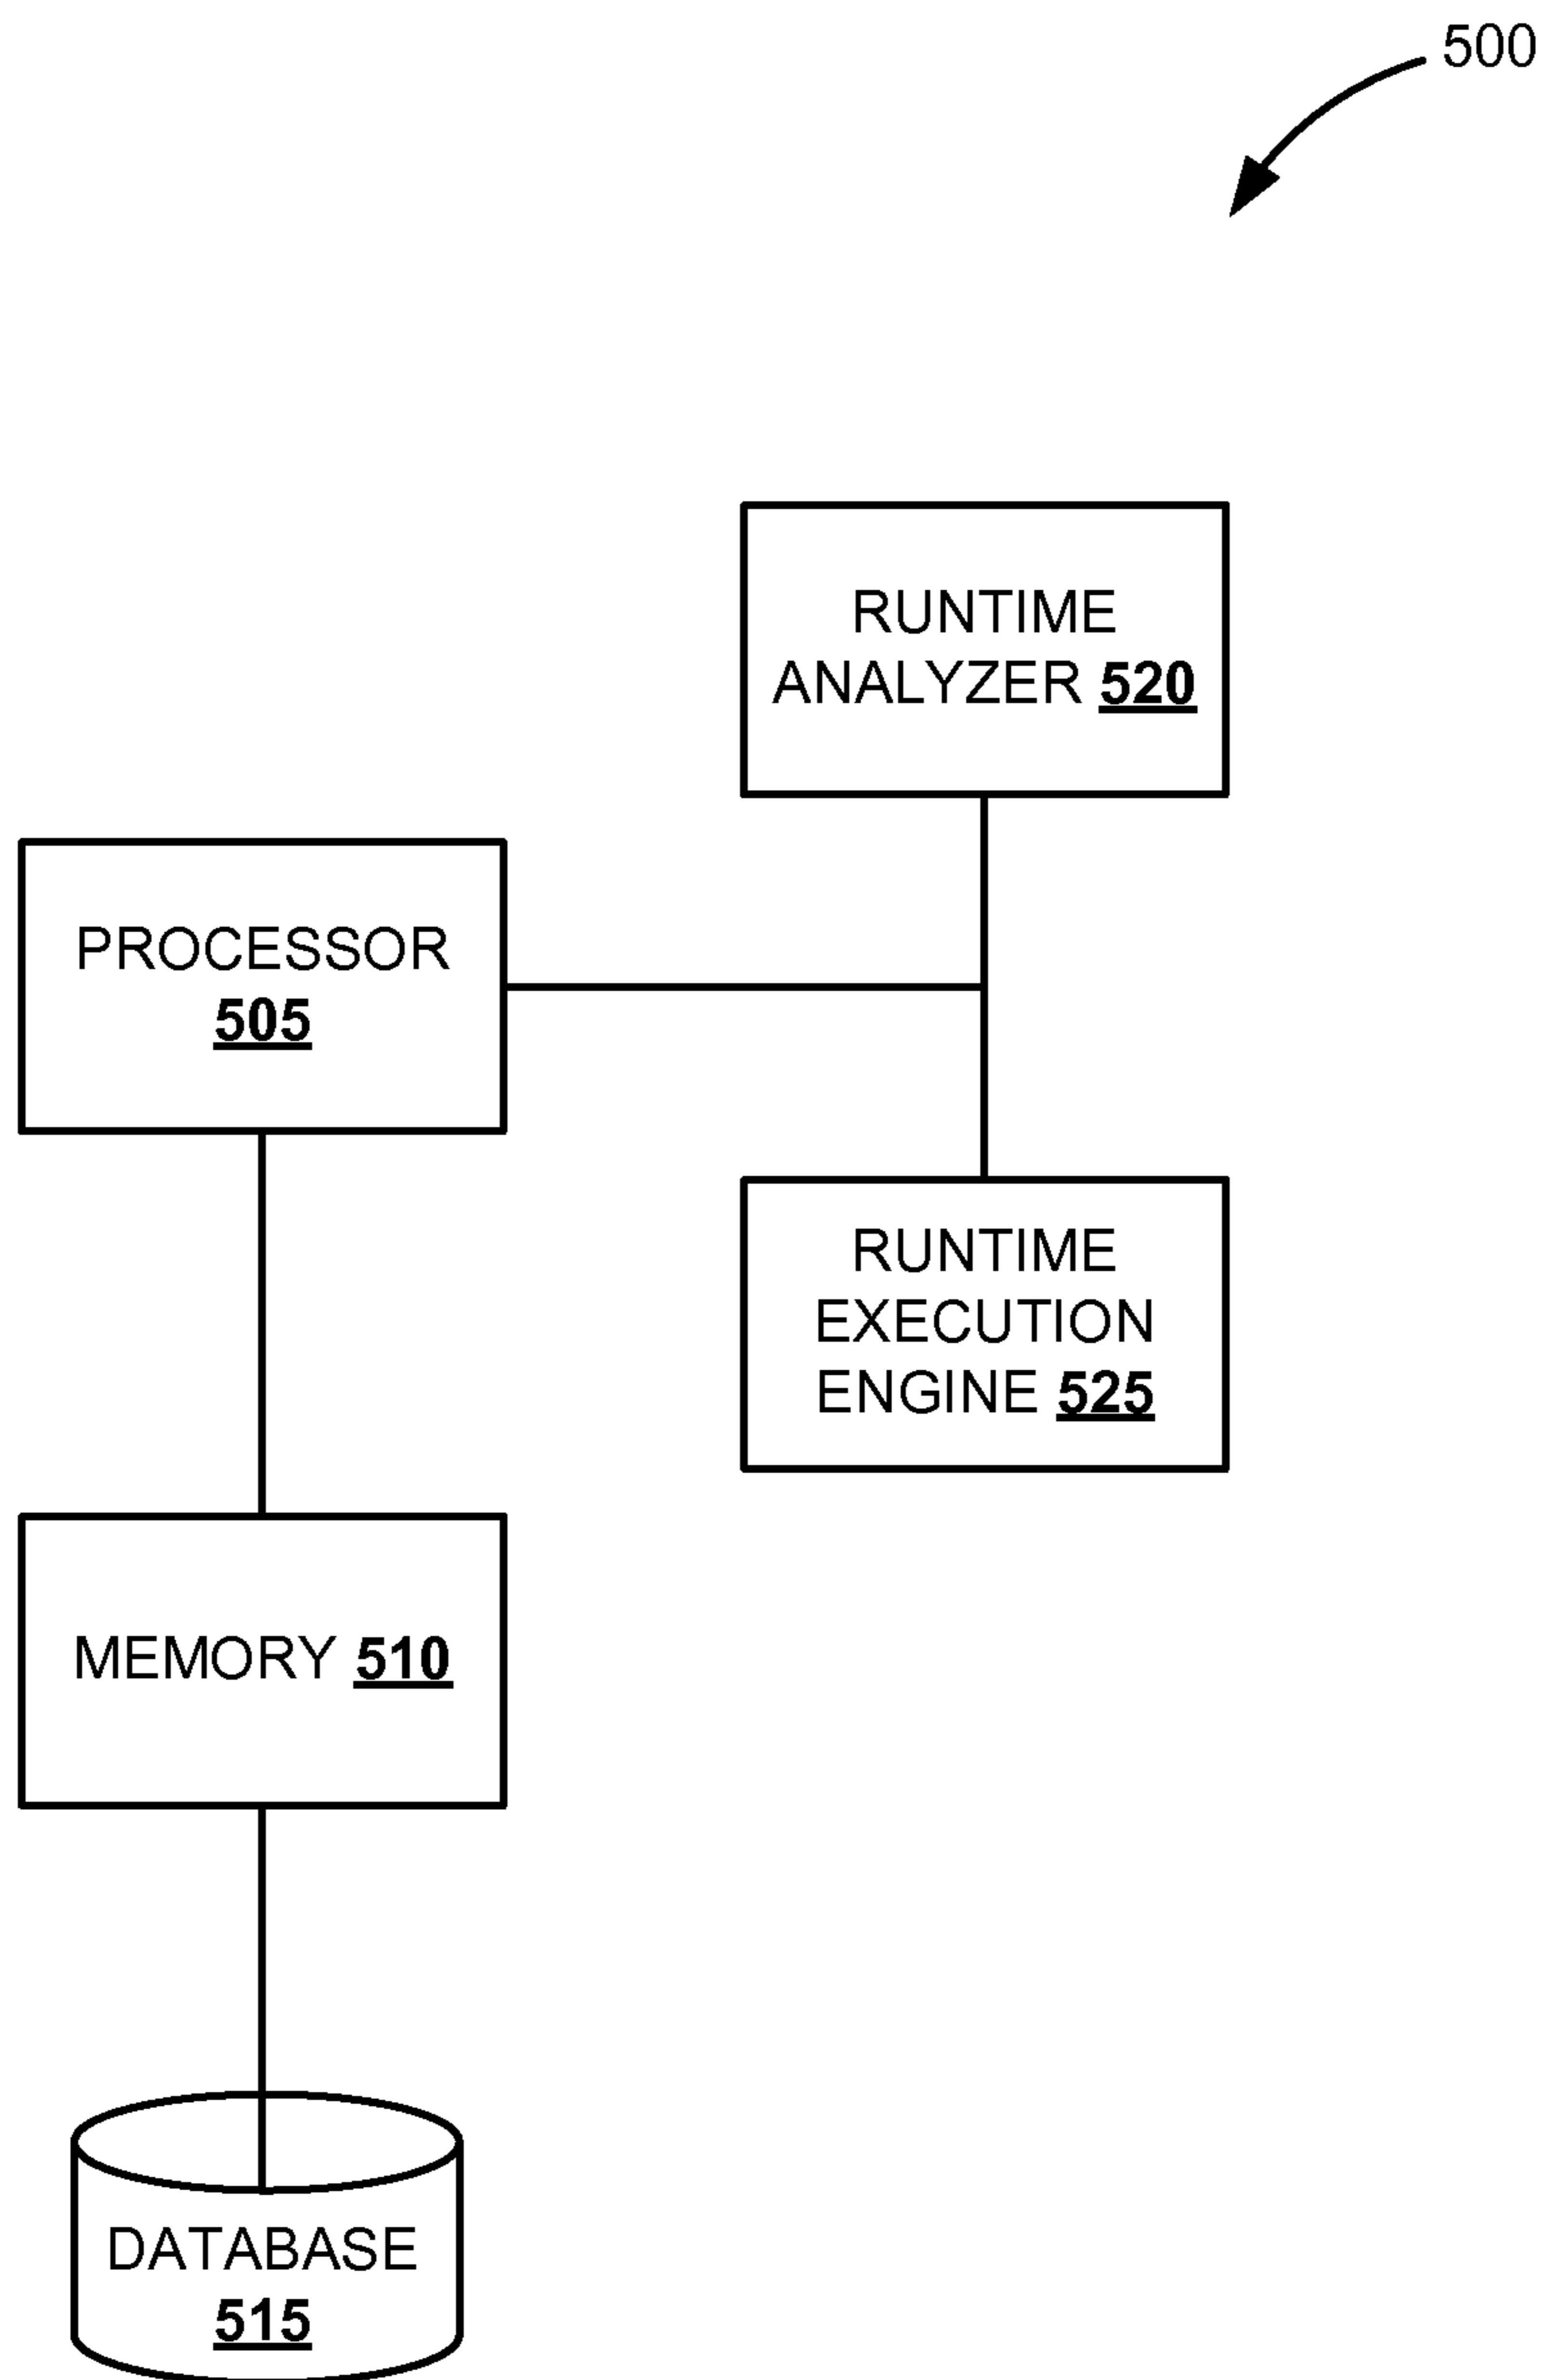 500
RUNTIME
ANALYZER 520
PROCESSOR
505
RUNTIME
EXECUTION
ENGINE 525
MEMORY 510
DATABASE
515